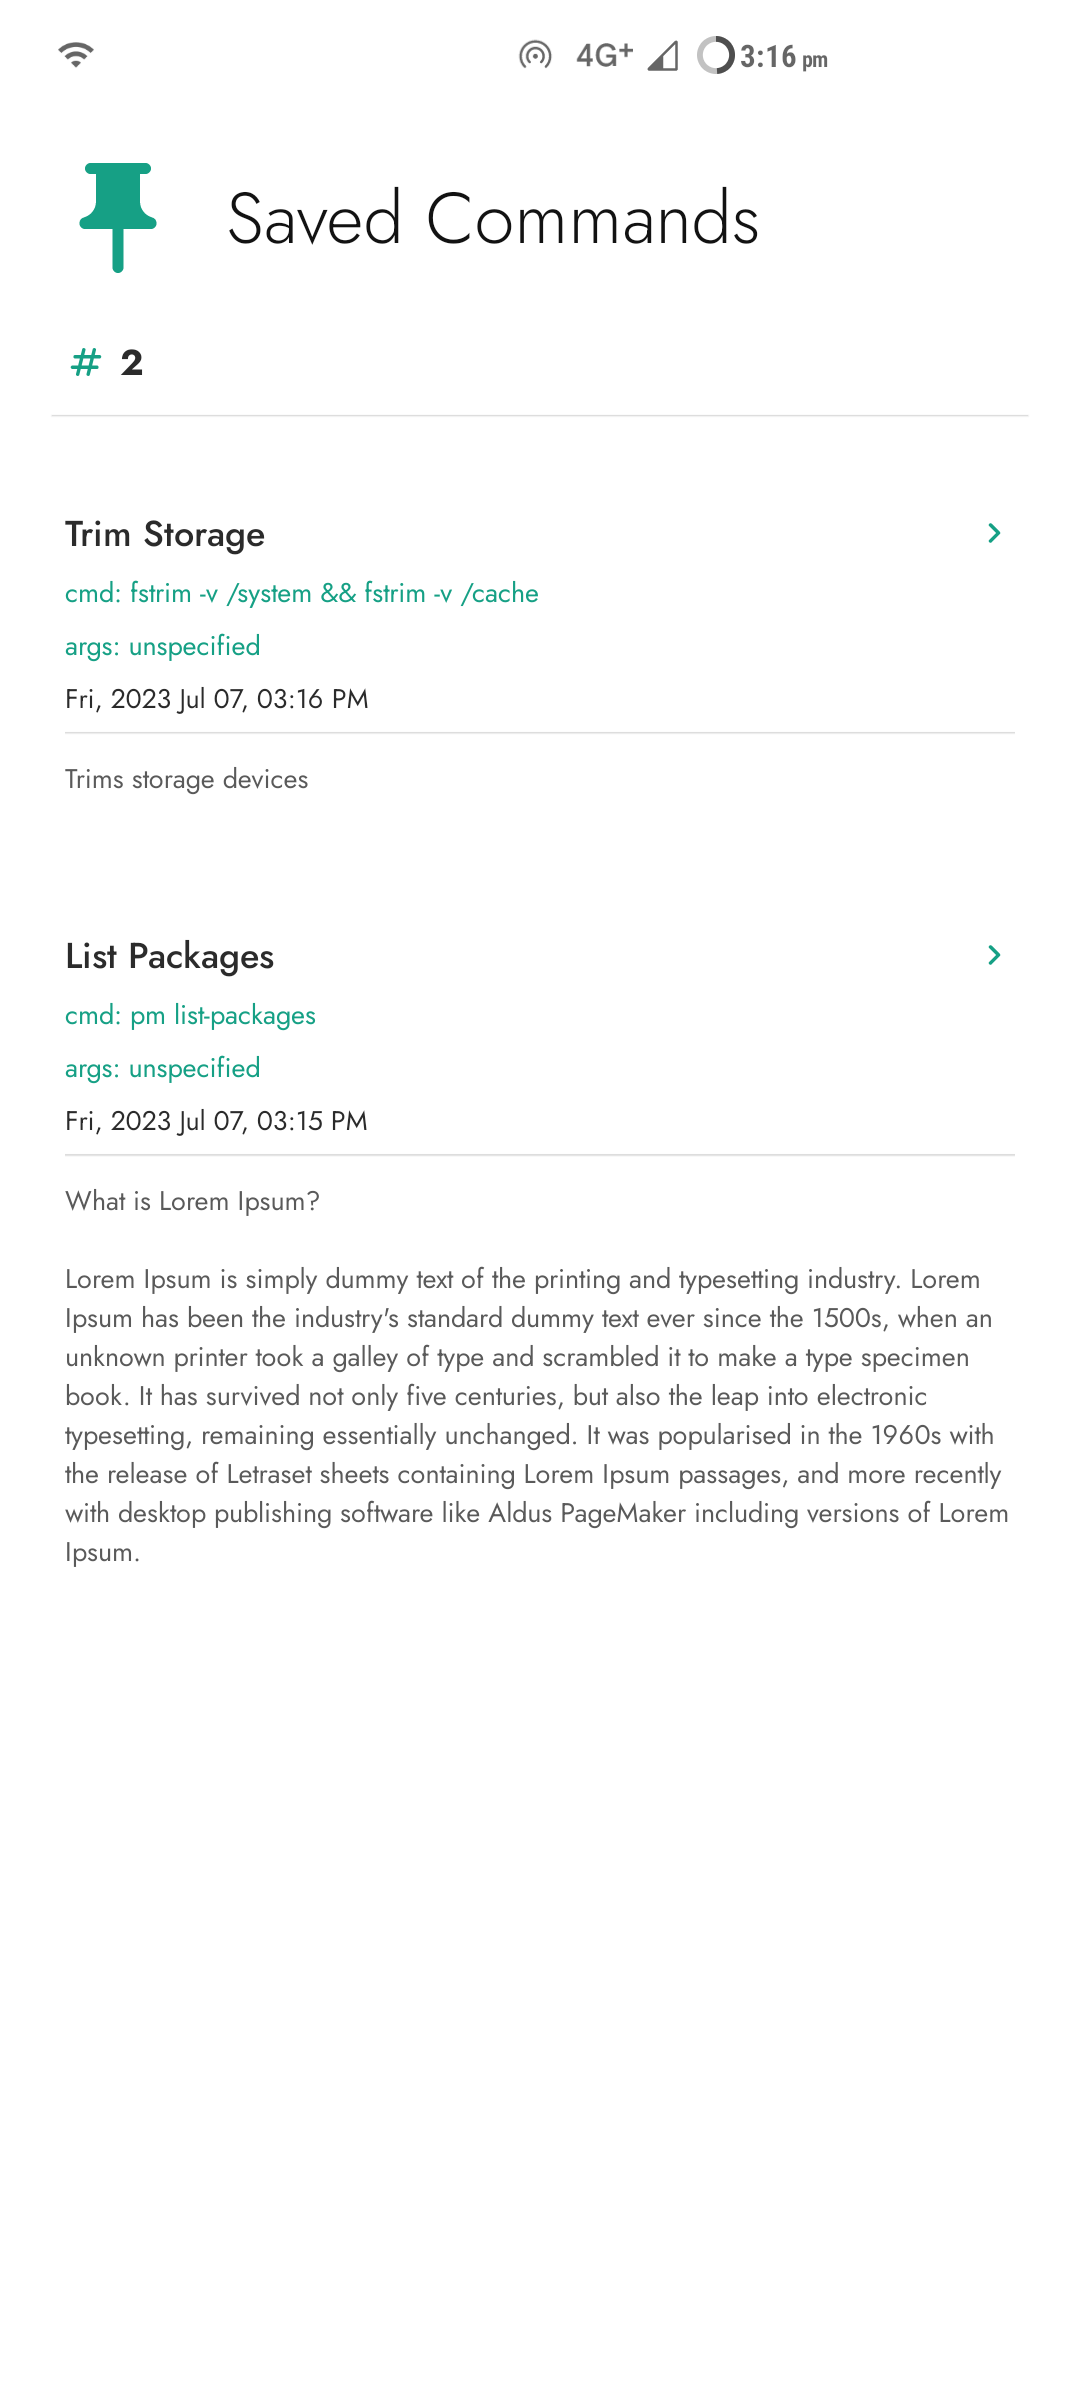 4G+ 3:16 pm
Saved Commands
# 2
Trim Storage
cmd: fstrim -v /system && fstrim -v /cache
args: unspecified
Fri, 2023 Jul 07, 03:16 PM
Trims storage devices
List Packages
cmd: pm list-packages
args: unspecified
Fri, 2023 Jul 07, 03:15 PM
What is Lorem Ipsum?
Lorem Ipsum is simply dummy text of the printing and typesetting industry. Lorem
Ipsum has been the industry's standard dummy text ever since the 1500s, when an
unknown printer took a galley of type and scrambled it to make a type specimen
book. It has survived not only five centuries, but also the leap into electronic
typesetting, remaining essentially unchanged. It was popularised in the 1960s with
the release of Letraset sheets containing Lorem Ipsum passages, and more recently
with desktop publishing software like Aldus PageMaker including versions of Lorem
Ipsum.